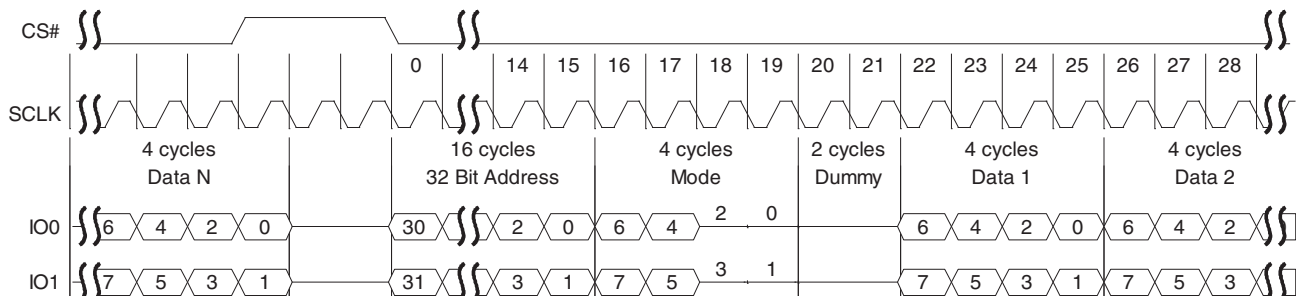 CS#
0 14 15 16 17 18 19 20 21 22 23 24 25 26 27 28
SCLK
4 cycles 16 cycles 4 cycles 2 cycles 4 cycles 4 cycles
Data N 32 Bit Address Mode Dummy Data 1 Data 2
IO0 6 4 2 0 30 2 0 6 4 2 0 6 4 2 0 6 4 2
IO1 7 5 3 1 31 3 1 7 5 3 1 7 5 3 1 7 5 3